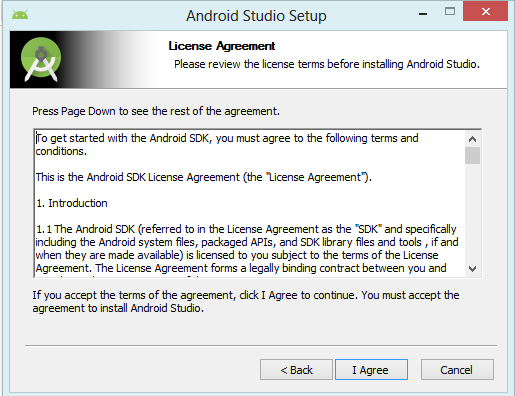 Android Studio Setup
License Agreement
Please review the license terms before installing Android Studio.
Press Page Down to see the rest of the agreement.
To get started with the Android SDK, you must agree to the following terms and
conditions.
This is the Android SDK License Agreement (the "License Agreement").
1. Introduction
1.1 The Android SDK (referred to in the License Agreement as the "SDK" and specifically
including the Android system files, packaged APIs, and SDK library files and tools , if and
when they are made available) is licensed to you subject to the terms of the License
Agreement. The License Agreement forms a legally binding contract between you and
If you accept the terms of the agreement, click I Agree to continue. You must accept the
agreement to install Android Studio.
< Back
I Agree
Cancel